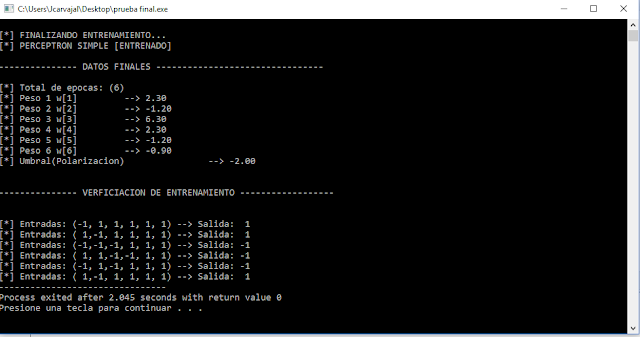 C:\Users\Jcarvajal\Desktop\prueba final.exe
[*] FINALIZANDO ENTRENAMIENTO...
[*] PERCEPTRON SIMPLE [ENTRENADO]
--------------- DATOS FINALES --------------------------------
[*] Total de epocas: (6)
[*] Peso 1 w[1]         --> 2.30
[*] Peso 2 w[2]         --> -1.20
[*] Peso 3 w[3]         --> 6.30
[*] Peso 4 w[4]         --> 2.30
[*] Peso 5 w[5]         --> -1.20
[*] Peso 6 w[6]         --> -0.90
[*] Umbral(Polarizacion)                --> -2.00
--------------- VERFICIACION DE ENTRENAMIENTO ------------------
[*] Entradas: (-1, 1, 1, 1, 1, 1) --> Salida:  1
[*] Entradas: ( 1,-1, 1, 1, 1, 1) --> Salida:  1
[*] Entradas: (-1,-1,-1, 1, 1, 1) --> Salida: -1
[*] Entradas: ( 1, 1,-1,-1, 1, 1) --> Salida: -1
[*] Entradas: (-1, 1,-1, 1, 1, 1) --> Salida: -1
[*] Entradas: ( 1,-1, 1, 1, 1, 1) --> Salida:  1
--------------------------------
Process exited after 2.045 seconds with return value 0
Presione una tecla para continuar . . .